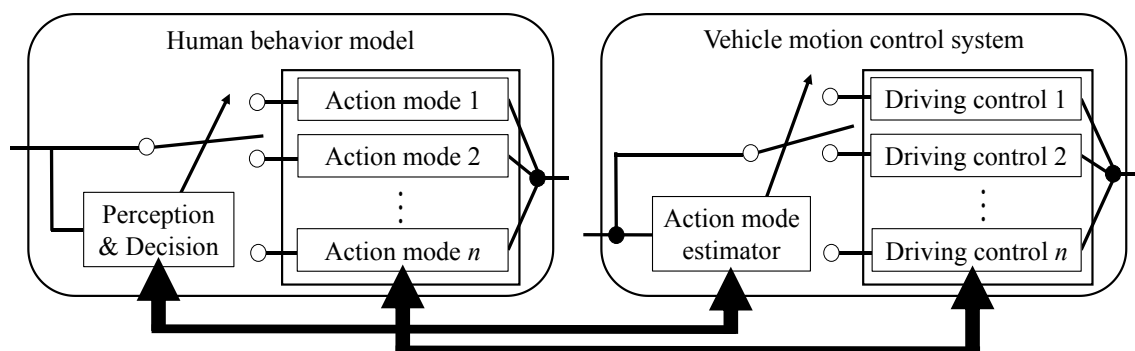 Human behavior model
Action mode 1
Action mode 2
⋮
Perception
& Decision
Action mode n
Vehicle motion control system
Driving control 1
Driving control 2
⋮
Action mode
estimator
Driving control n